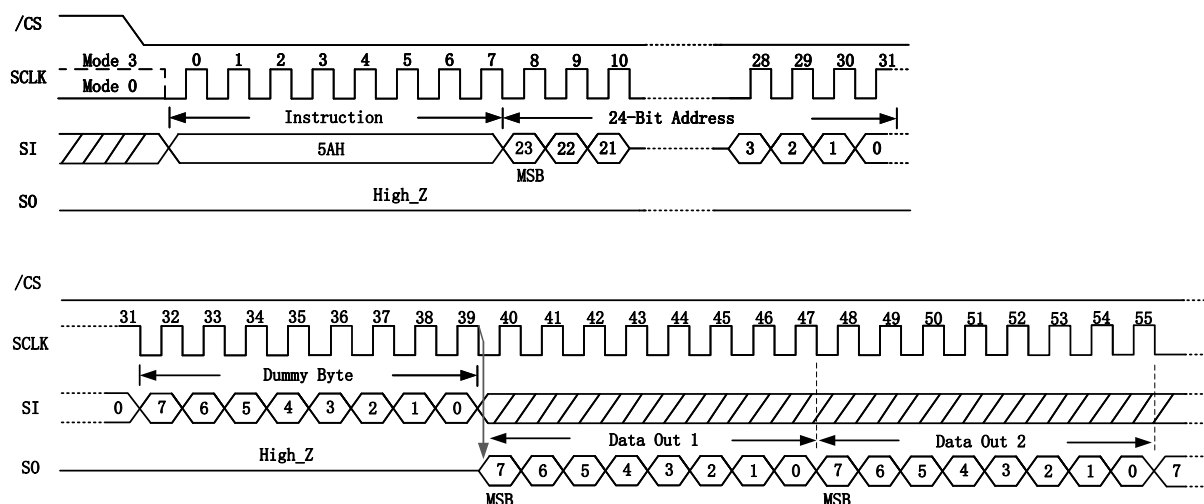 /CS
Mode 3 0 1 2 3 4 5 6 7 8 9 10 28 29 30 31
SCLK
Mode 0
Instruction 24-Bit Address
SI 5AH 23 22 21 3 2 1 0
MSB
High_Z
SO
/CS
31 32 33 34 35 36 37 38 39 40 41 42 43 44 45 46 47 48 49 50 51 52 53 54 55
SCLK
Dummy Byte
SI 0 7 6 5 4 3 2 1 0
Data Out 1 Data Out 2
High_Z
SO 7 6 5 4 3 2 1 0 7 6 5 4 3 2 1 0 7
MSB MSB